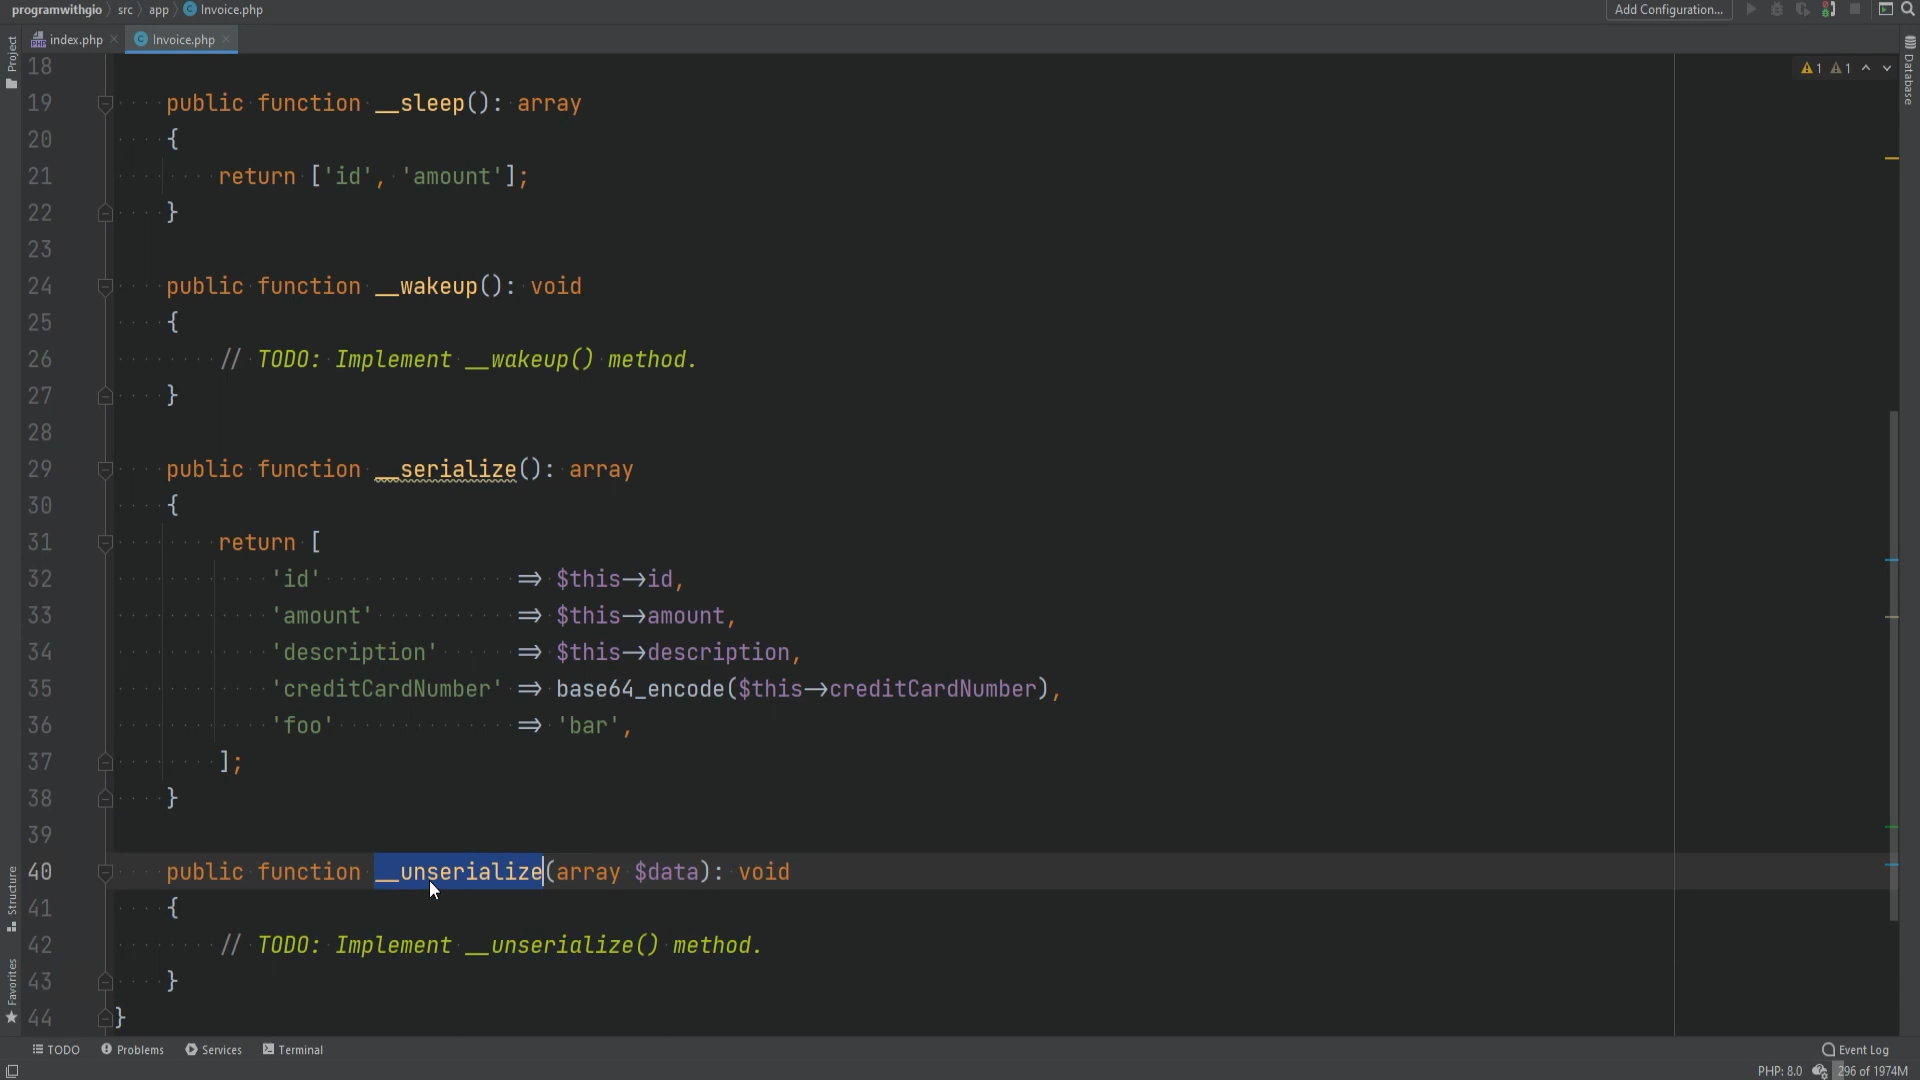 programwithgio src app Invoice.php
Add Configuration...
index.php Invoice.php
Project
Database
1 1
18
19 public function __sleep(): array
20 {
21 return ['id', 'amount'];
22 }
23
24 public function __wakeup(): void
25 {
26 // TODO: Implement __wakeup() method.
27 }
28
29 public function __serialize(): array
30 {
31 return [
32 'id' => $this->id,
33 'amount' => $this->amount,
34 'description' => $this->description,
35 'creditCardNumber' => base64_encode($this->creditCardNumber),
36 'foo' => 'bar',
37 ];
38 }
39
40 public function __unserialize(array $data): void
41 {
42 // TODO: Implement __unserialize() method.
43 }
44 }
Structure
Favorites
TODO Problems Services Terminal
Event Log
PHP: 8.0 296 of 1974M